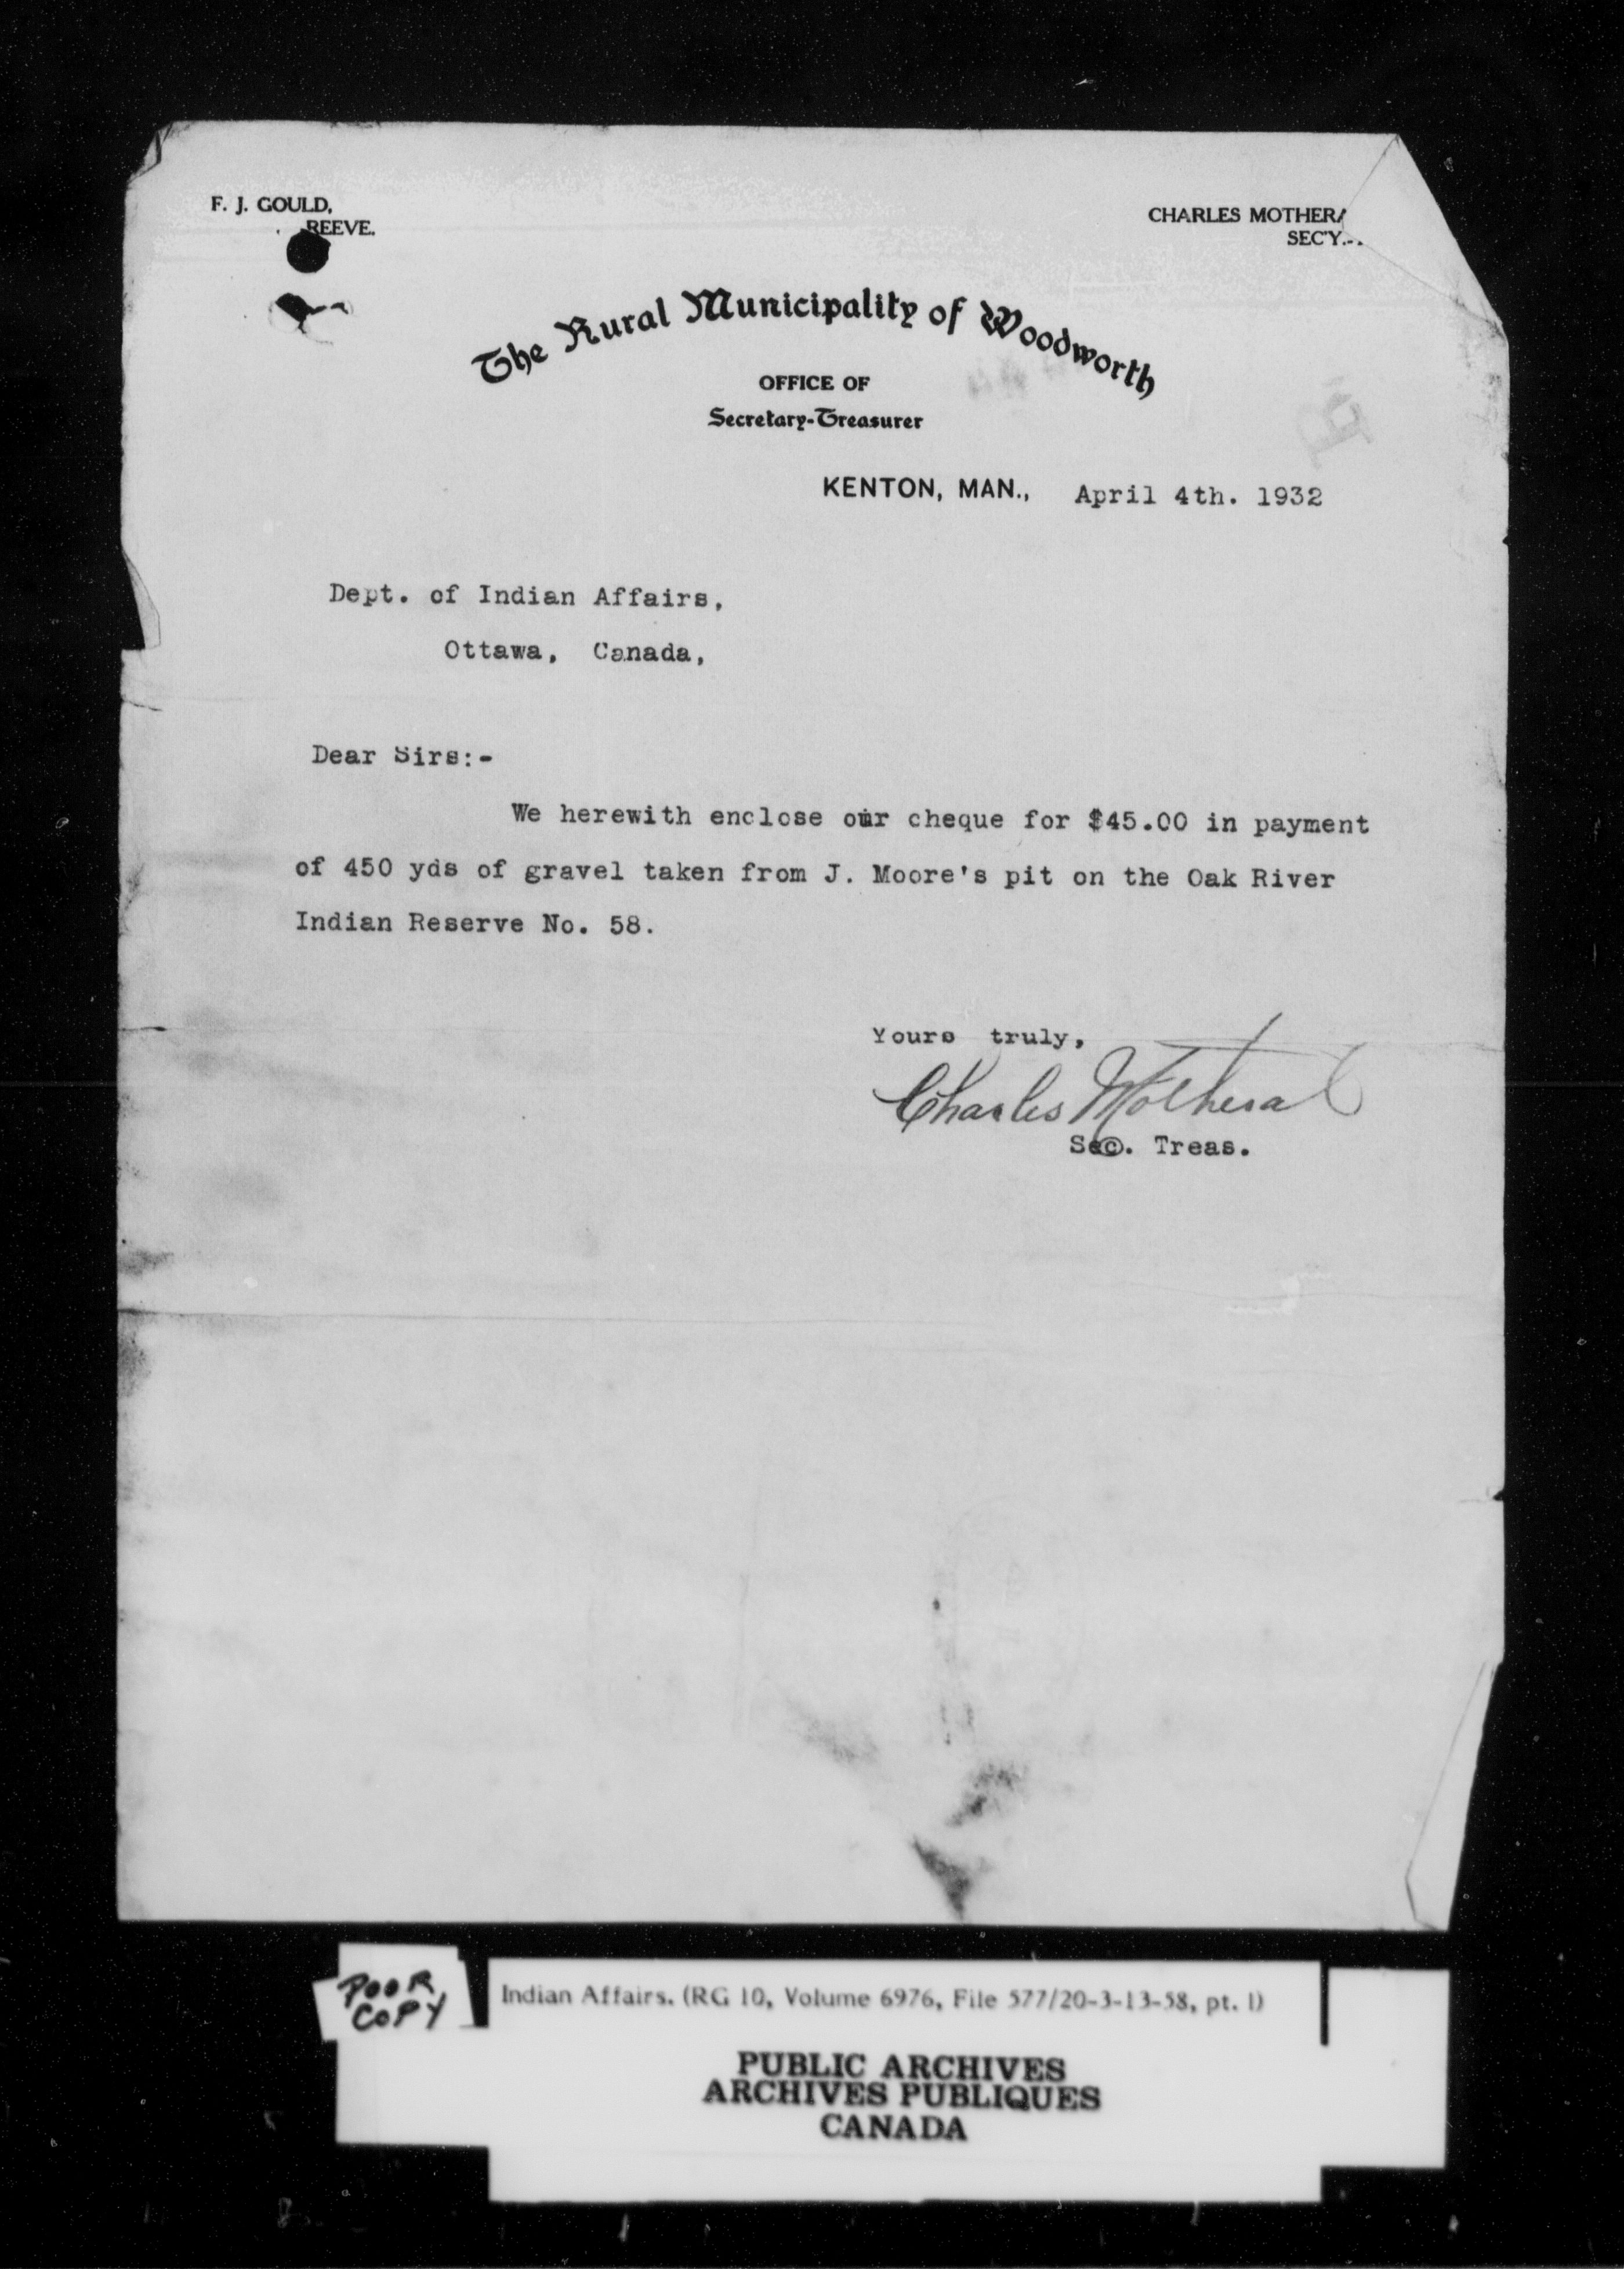 F. J. GOULD,
REEVE.
CHARLES MOTHERA
SEC'Y.-
The Rural Municipality of Woodworth
OFFICE OF
Secretary-Treasurer
KENTON, MAN., April 4th. 1932
Dept. of Indian Affairs,
Ottawa, Canada,
Dear Sirs:-
We herewith enclose our cheque for $45.00 in payment
of 450 yds of gravel taken from J. Moore's pit on the Oak River
Indian Reserve No. 58.
Yours truly,
Charles Motheral
Sec. Treas.
POOR
COPY
Indian Affairs. (RG 10, Volume 6976, File 577/20-3-13-58, pt. 1)
PUBLIC ARCHIVES
ARCHIVES PUBLIQUES
CANADA